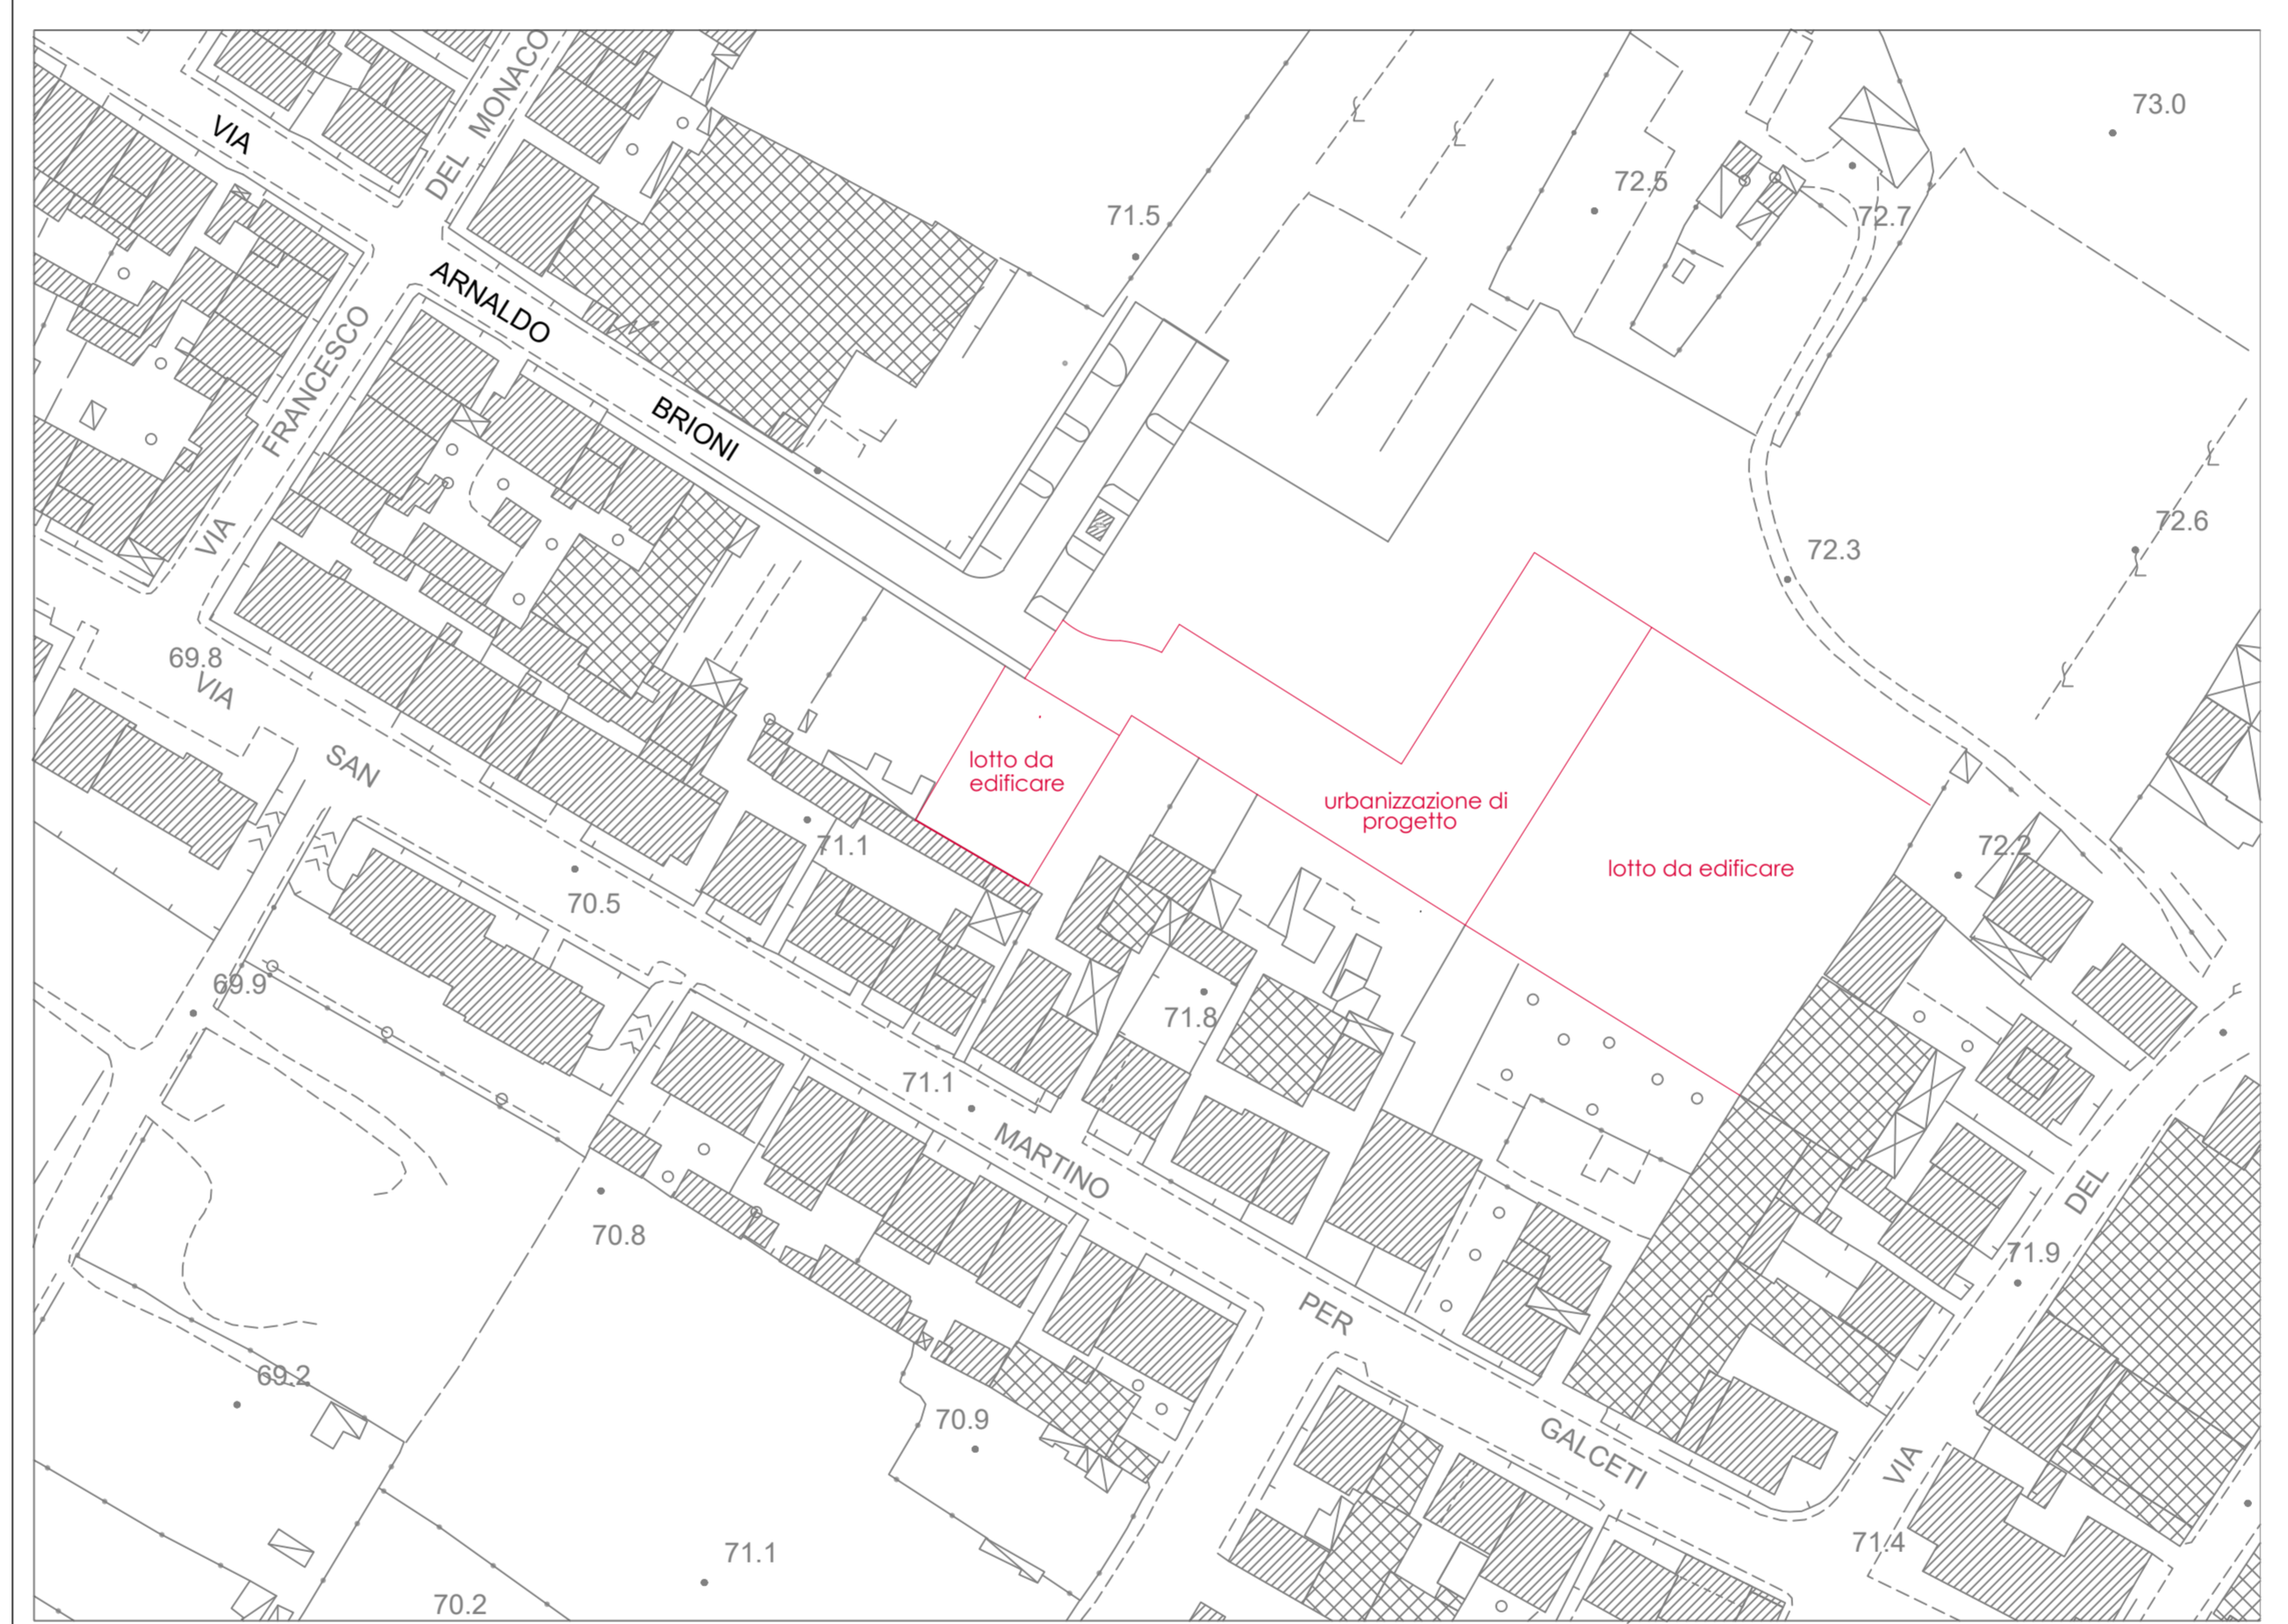 VIA
DEL MONACO
73.0
72.5
71.5
72.7
ARNALDO
FRANCESCO
BRIONI
VIA
72.6
72.3
69.8
VIA
SAN
lotto da
edificare
urbanizzazione di
progetto
71.1
72.2
lotto da edificare
70.5
69.9
71.8
71.1
MARTINO
DEL
70.8
71.9
PER
69.2
70.9
GALCETI
VIA
71.4
71.1
70.2